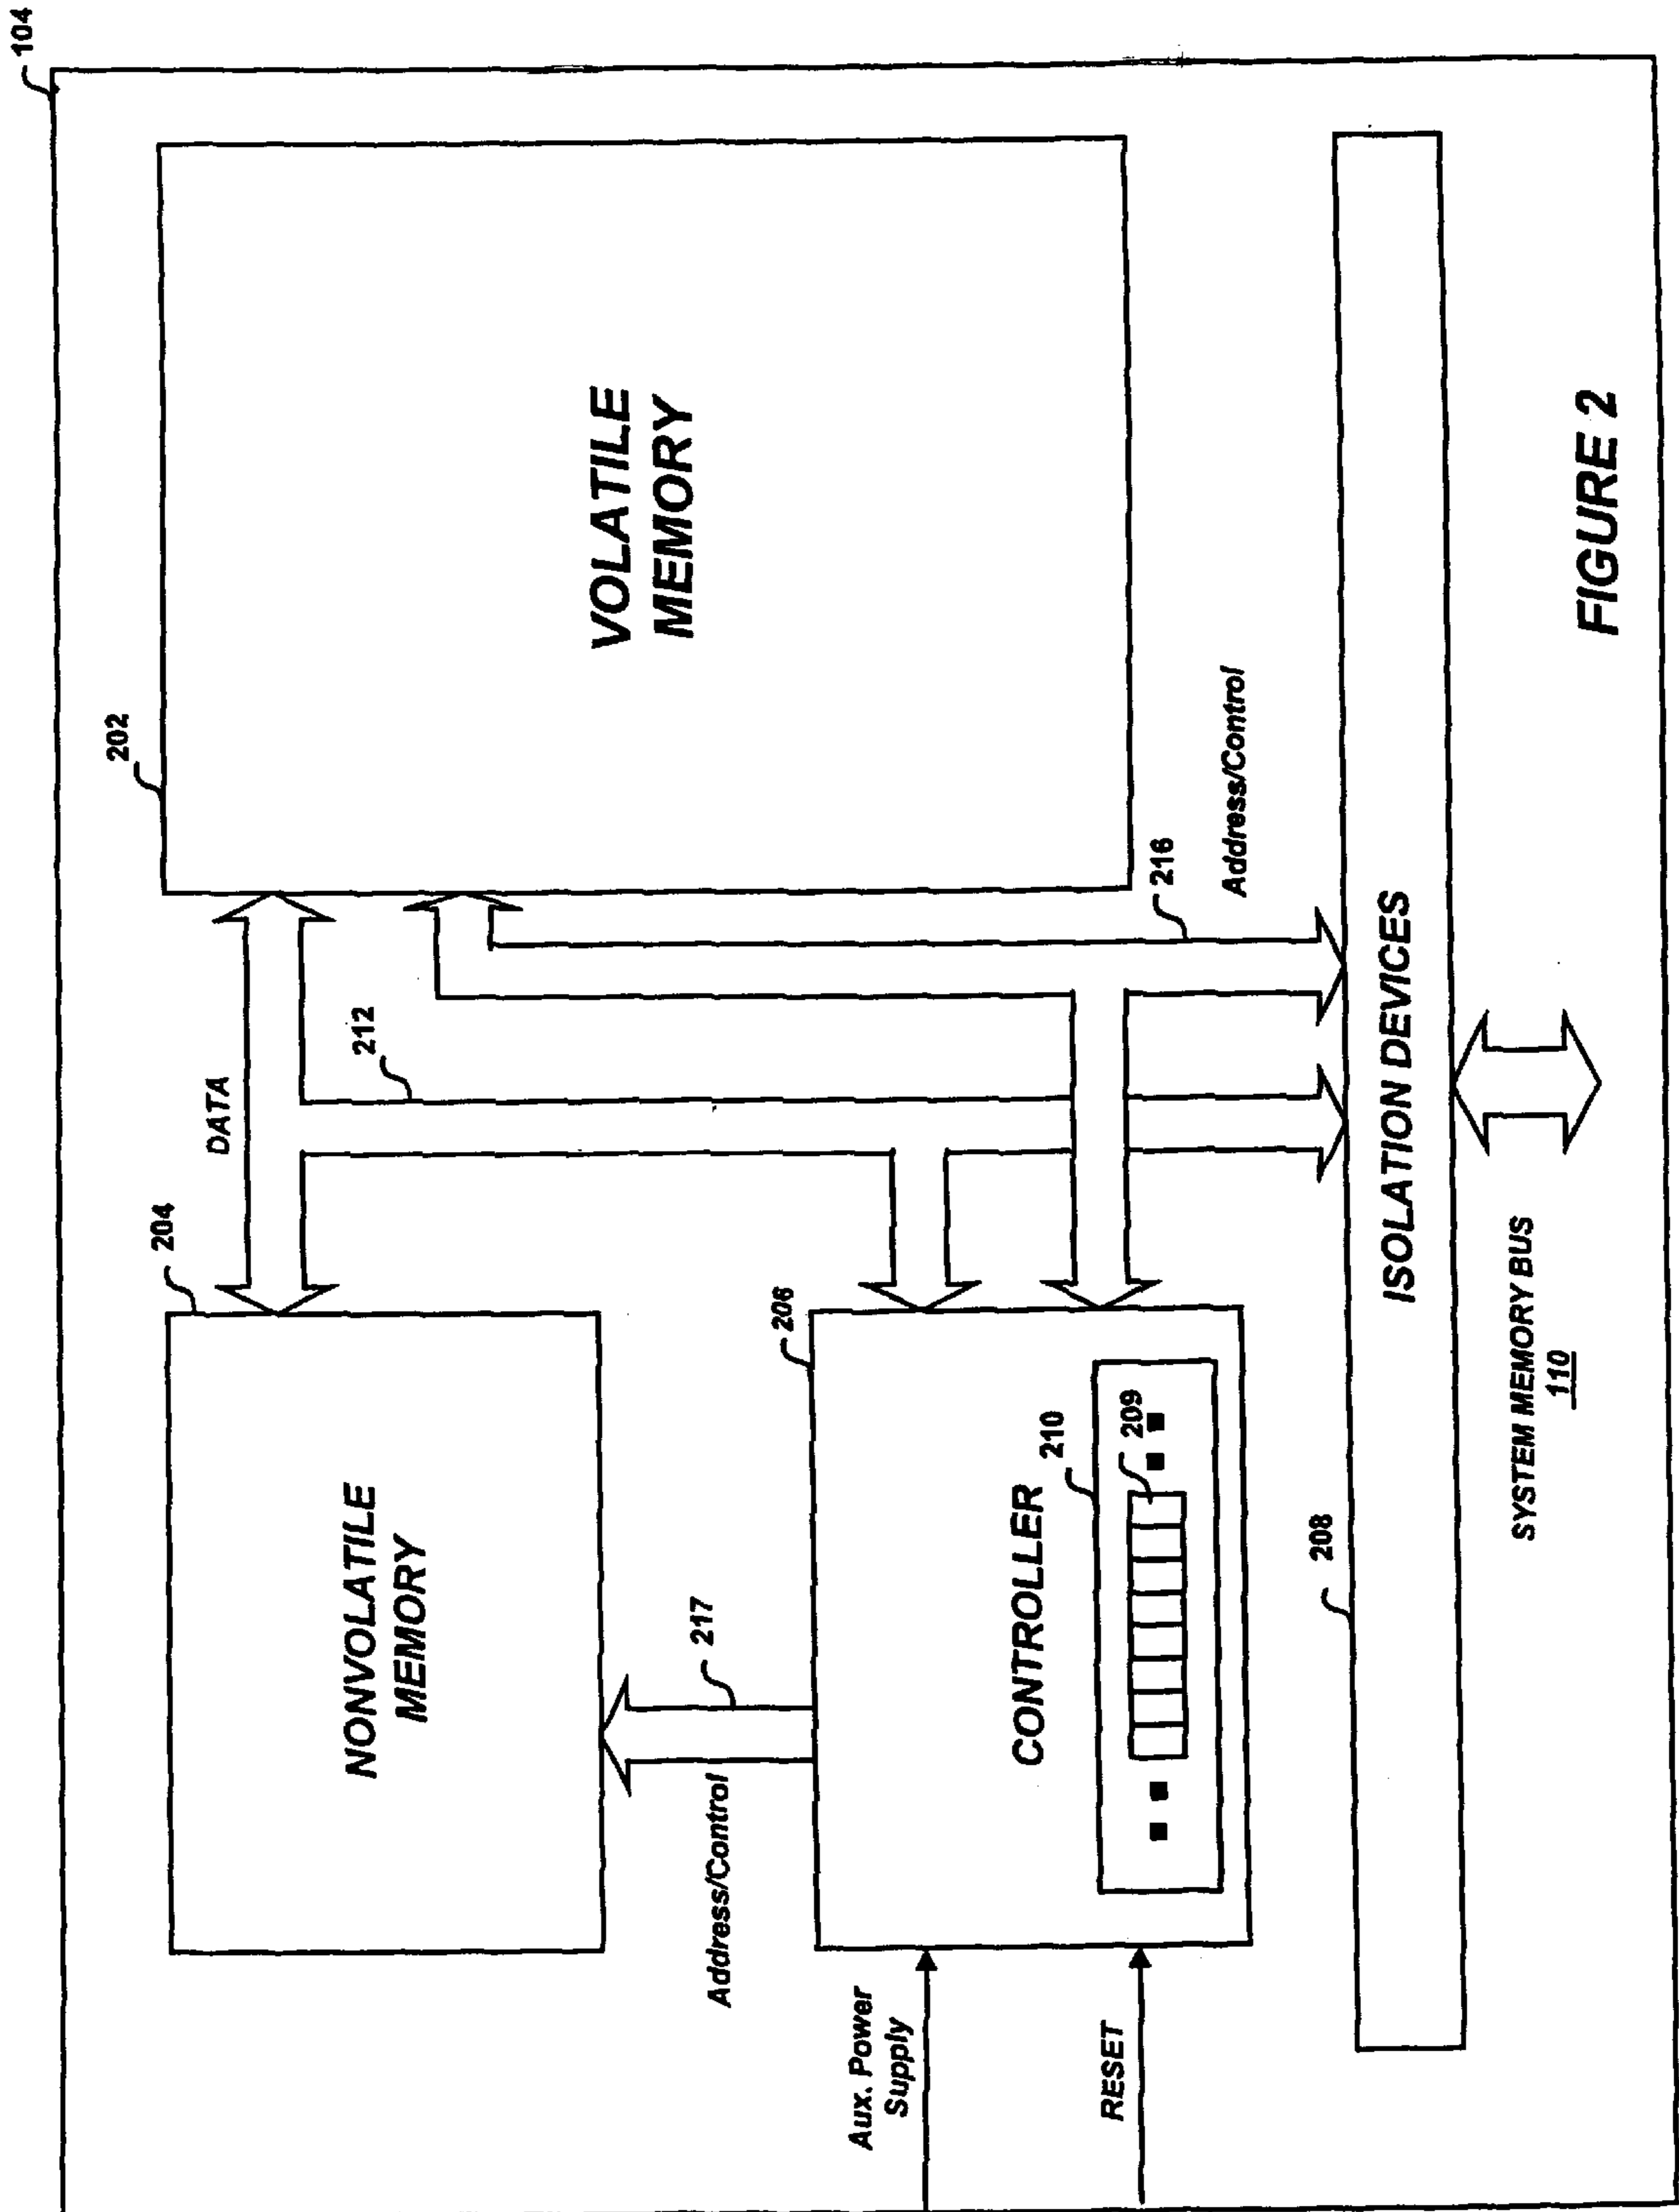 104
202
VOLATILE
MEMORY
204
DATA
212
NONVOLATILE
MEMORY
216
Address/Control
217
Address/Control
206
CONTROLLER
210
209
Aux. Power
Supply
RESET
208
ISOLATION DEVICES
SYSTEM MEMORY BUS
110
FIGURE 2